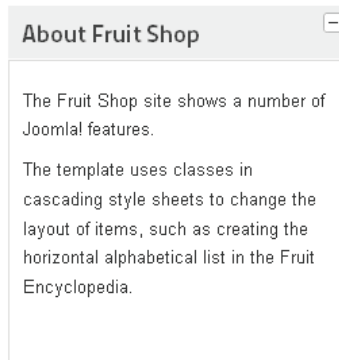 About Fruit Shop
The Fruit Shop site shows a number of
Joomla! features.
The template uses classes in
cascading style sheets to change the
layout of items, such as creating the
horizontal alphabetical list in the Fruit
Encyclopedia.